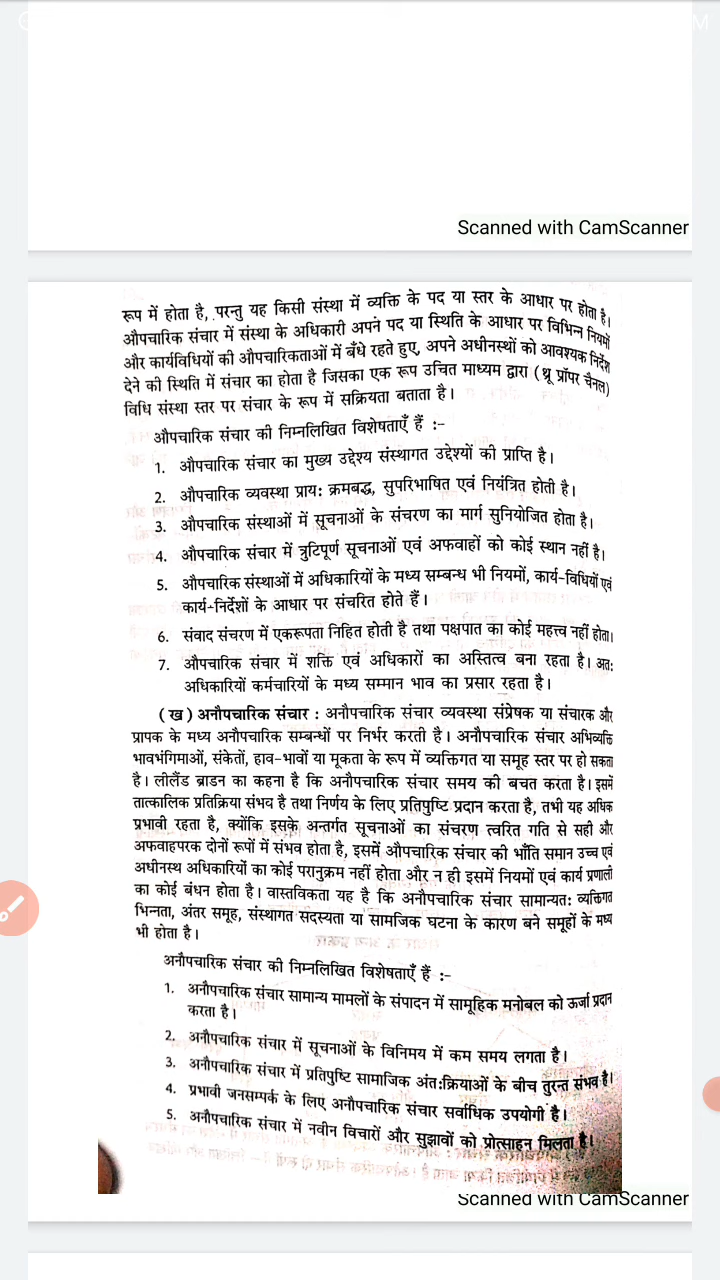 Scanned with CamScanner
रूप में होता है, परन्तु यह किसी संस्था में व्यक्ति के पद या स्तर के आधार पर होता है।
औपचारिक संचार में संस्था के अधिकारी अपने पद या स्थिति के आधार पर विभिन्न नियमों
और कार्यविधियों की औपचारिकताओं में बँधे रहते हुए, अपने अधीनस्थों को आवश्यक निर्देश
देने की स्थिति में संचार का होता है जिसका एक रूप उचित माध्यम द्वारा (थ्रू प्रॉपर चैनल)
विधि संस्था स्तर पर संचार के रूप में सक्रियता बताता है।
औपचारिक संचार की निम्नलिखित विशेषताएँ हैं :–
1. औपचारिक संचार का मुख्य उद्देश्य संस्थागत उद्देश्यों की प्राप्ति है।
2. औपचारिक व्यवस्था प्राय: क्रमबद्ध, सुपरिभाषित एवं नियंत्रित होती है।
3. औपचारिक संस्थाओं में सूचनाओं के संचरण का मार्ग सुनियोजित होता है।
4. औपचारिक संचार में त्रुटिपूर्ण सूचनाओं एवं अफवाहों को कोई स्थान नहीं है।
5. औपचारिक संस्थाओं में अधिकारियों के मध्य सम्बन्ध भी नियमों, कार्य-विधियों एवं
कार्य-निर्देशों के आधार पर संचरित होते हैं।
6. संवाद संचरण में एकरूपता निहित होती है तथा पक्षपात का कोई महत्त्व नहीं होता।
7. औपचारिक संचार में शक्ति एवं अधिकारों का अस्तित्व बना रहता है। अत:
अधिकारियों कर्मचारियों के मध्य सम्मान भाव का प्रसार रहता है।
(ख) अनौपचारिक संचार : अनौपचारिक संचार व्यवस्था संप्रेषक या संचारक और
प्रापक के मध्य अनौपचारिक सम्बन्धों पर निर्भर करती है। अनौपचारिक संचार अभिव्यक्ति
भावभंगिमाओं, संकेतों, हाव-भावों या मूकता के रूप में व्यक्तिगत या समूह स्तर पर हो सकता
है। लीलैंड ब्राडन का कहना है कि अनौपचारिक संचार समय की बचत करता है। इसमें
तात्कालिक प्रतिक्रिया संभव है तथा निर्णय के लिए प्रतिपुष्टि प्रदान करता है, तभी यह अधिक
प्रभावी रहता है, क्योंकि इसके अन्तर्गत सूचनाओं का संचरण त्वरित गति से सही और
अफवाहपरक दोनों रूपों में संभव होता है, इसमें औपचारिक संचार की भाँति समान उच्च एवं
अधीनस्थ अधिकारियों का कोई परानुक्रम नहीं होता और न ही इसमें नियमों एवं कार्य प्रणाली
का कोई बंधन होता है। वास्तविकता यह है कि अनौपचारिक संचार सामान्यत: व्यक्तिगत
भिन्नता, अंतर समूह, संस्थागत सदस्यता या सामजिक घटना के कारण बने समूहों के मध्य
भी होता है।
अनौपचारिक संचार की निम्नलिखित विशेषताएँ हैं :–
1. अनौपचारिक संचार सामान्य मामलों के संपादन में सामूहिक मनोबल को ऊर्जा प्रदान
करता है।
2. अनौपचारिक संचार में सूचनाओं के विनिमय में कम समय लगता है।
3. अनौपचारिक संचार में प्रतिपुष्टि सामाजिक अंत:क्रियाओं के बीच तुरन्त संभव है।
4. प्रभावी जनसम्पर्क के लिए अनौपचारिक संचार सर्वाधिक उपयोगी है।
5. अनौपचारिक संचार में नवीन विचारों और सुझावों को प्रोत्साहन मिलता है।
Scanned with CamScanner